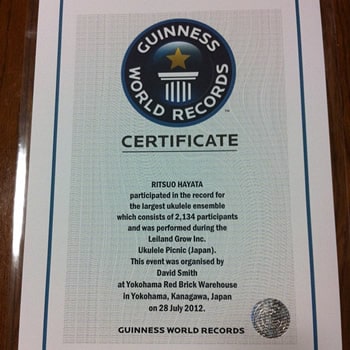 GUINNESS
WORLD RECORDS
TM
CERTIFICATE
RITSUO HAYATA
participated in the record for
the largest ukulele ensemble
which consists of 2,134 participants
and was performed during the
Leiland Grow Inc.
Ukulele Picnic (Japan).
This event was organised by
David Smith
at Yokohama Red Brick Warehouse
in Yokohama, Kanagawa, Japan
on 28 July 2012.
GUINNESS WORLD RECORDS